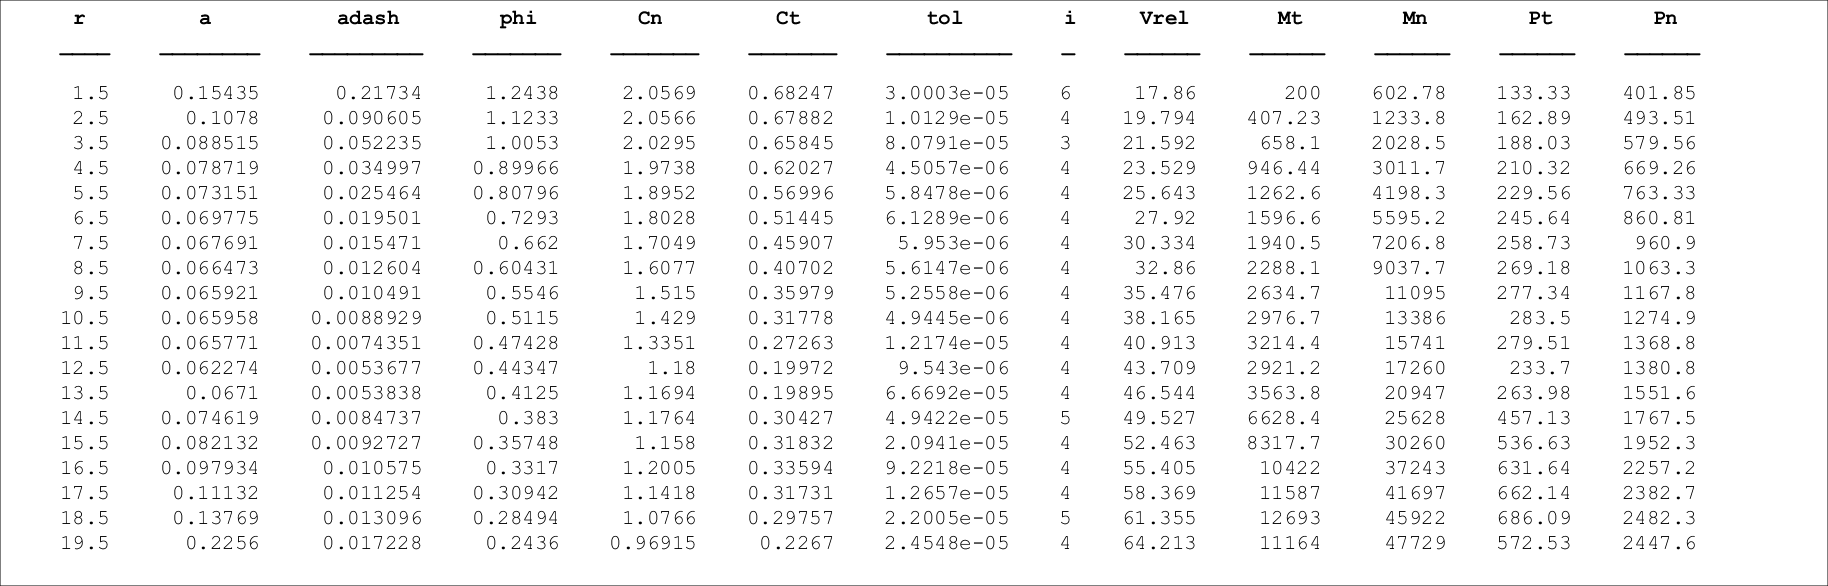 r a adash phi Cn Ct tol i Vrel Mt Mn Pt Pn
1.5 0.15435 0.21734 1.2438 2.0569 0.68247 3.0003e-05 6 17.86 200 602.78 133.33 401.85
2.5 0.1078 0.090605 1.1233 2.0566 0.67882 1.0129e-05 4 19.794 407.23 1233.8 162.89 493.51
3.5 0.088515 0.052235 1.0053 2.0295 0.65845 8.0791e-05 3 21.592 658.1 2028.5 188.03 579.56
4.5 0.078719 0.034997 0.89966 1.9738 0.62027 4.5057e-06 4 23.529 946.44 3011.7 210.32 669.26
5.5 0.073151 0.025464 0.80796 1.8952 0.56996 5.8478e-06 4 25.643 1262.6 4198.3 229.56 763.33
6.5 0.069775 0.019501 0.7293 1.8028 0.51445 6.1289e-06 4 27.92 1596.6 5595.2 245.64 860.81
7.5 0.067691 0.015471 0.662 1.7049 0.45907 5.953e-06 4 30.334 1940.5 7206.8 258.73 960.9
8.5 0.066473 0.012604 0.60431 1.6077 0.40702 5.6147e-06 4 32.86 2288.1 9037.7 269.18 1063.3
9.5 0.065921 0.010491 0.5546 1.515 0.35979 5.2558e-06 4 35.476 2634.7 11095 277.34 1167.8
10.5 0.065958 0.0088929 0.5115 1.429 0.31778 4.9445e-06 4 38.165 2976.7 13386 283.5 1274.9
11.5 0.065771 0.0074351 0.47428 1.3351 0.27263 1.2174e-05 4 40.913 3214.4 15741 279.51 1368.8
12.5 0.062274 0.0053677 0.44347 1.18 0.19972 9.543e-06 4 43.709 2921.2 17260 233.7 1380.8
13.5 0.0671 0.0053838 0.4125 1.1694 0.19895 6.6692e-05 4 46.544 3563.8 20947 263.98 1551.6
14.5 0.074619 0.0084737 0.383 1.1764 0.30427 4.9422e-05 5 49.527 6628.4 25628 457.13 1767.5
15.5 0.082132 0.0092727 0.35748 1.158 0.31832 2.0941e-05 4 52.463 8317.7 30260 536.63 1952.3
16.5 0.097934 0.010575 0.3317 1.2005 0.33594 9.2218e-05 4 55.405 10422 37243 631.64 2257.2
17.5 0.11132 0.011254 0.30942 1.1418 0.31731 1.2657e-05 4 58.369 11587 41697 662.14 2382.7
18.5 0.13769 0.013096 0.28494 1.0766 0.29757 2.2005e-05 5 61.355 12693 45922 686.09 2482.3
19.5 0.2256 0.017228 0.2436 0.96915 0.2267 2.4548e-05 4 64.213 11164 47729 572.53 2447.6